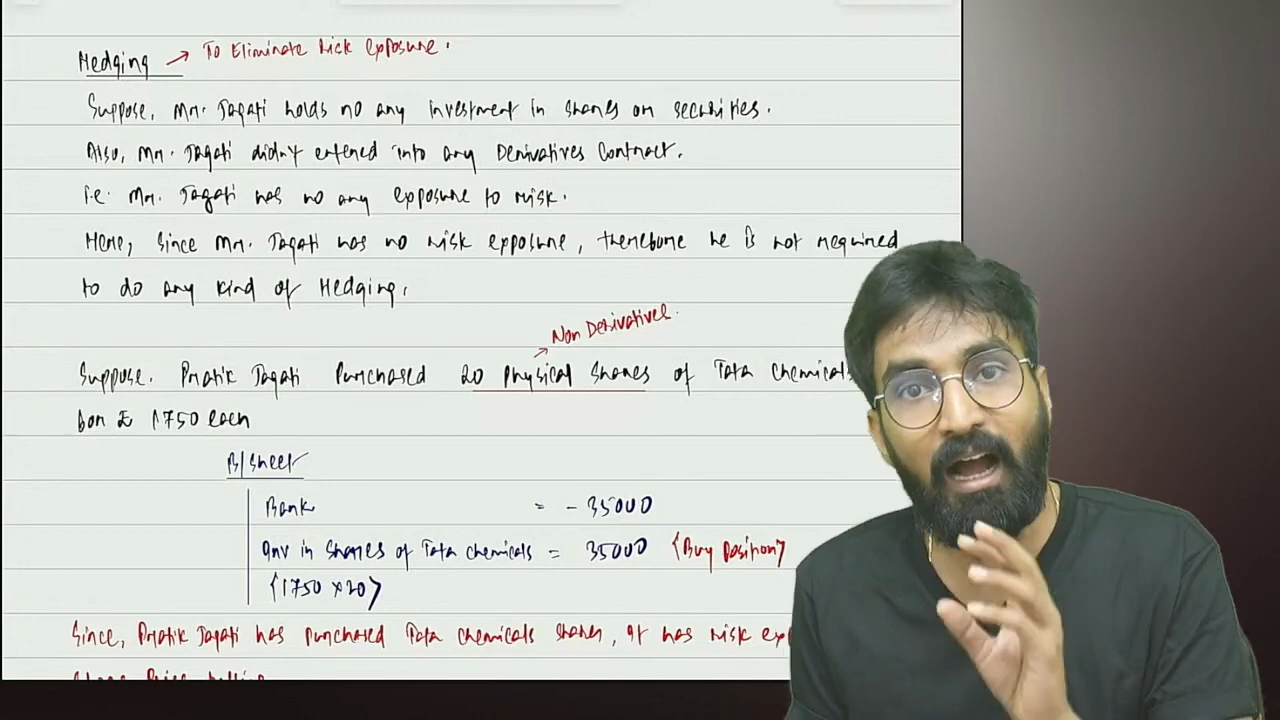 Hedging → To Eliminate Risk Exposure.
Suppose, Mr. Jagati holds no any investment in shares or securities.
Also, Mr. Jagati didn't entered into any Derivatives Contract.
i.e. Mr. Jagati has no any exposure to risk.
Here, Since Mr. Jagati has no risk exposure, therefore he is not required
to do any kind of Hedging.
Non Derivatives.
Suppose. Pratik Jagati Purchased 20 Physical Shares of Tata Chemicals
for ₹ 1750 each
B/Sheet
Bank = - 35000
Inv in Shares of Tata Chemicals = 35000 {Buy Position}
{1750 x 20}
Since, Pratik Jagati has purchased Tata Chemicals shares, It has risk